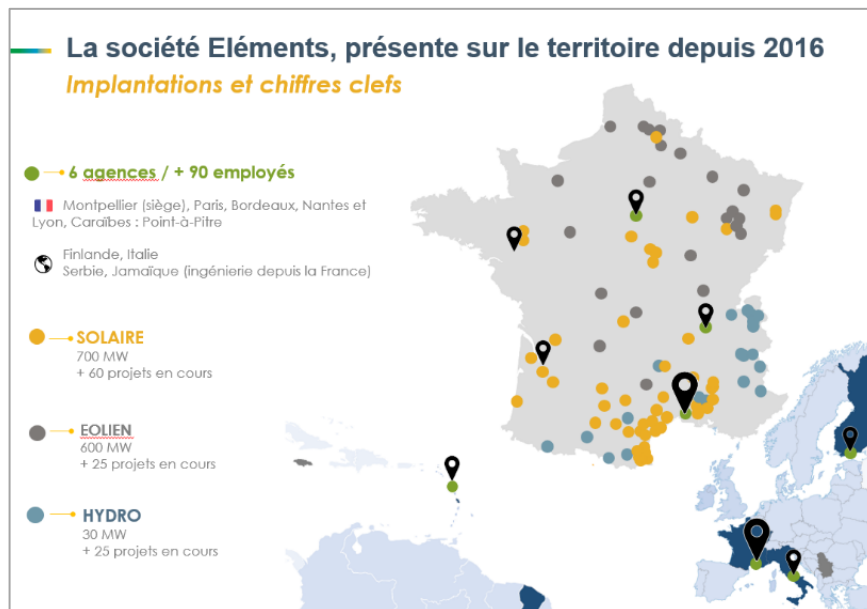 La société Eléments, présente sur le territoire depuis 2016
Implantations et chiffres clefs
6 agences / + 90 employés
Montpellier (siège), Paris, Bordeaux, Nantes et
Lyon, Caraïbes : Point-à-Pitre
Finlande, Italie
Serbie, Jamaïque (ingénierie depuis la France)
SOLAIRE
700 MW
+ 60 projets en cours
EOLIEN
600 MW
+ 25 projets en cours
HYDRO
30 MW
+ 25 projets en cours